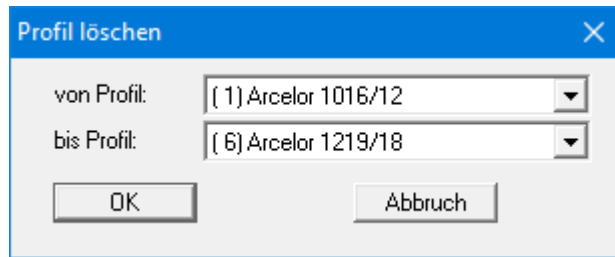 Profil löschen
von Profil: ( 1) Arcelor 1016/12
bis Profil: ( 6) Arcelor 1219/18
OK Abbruch